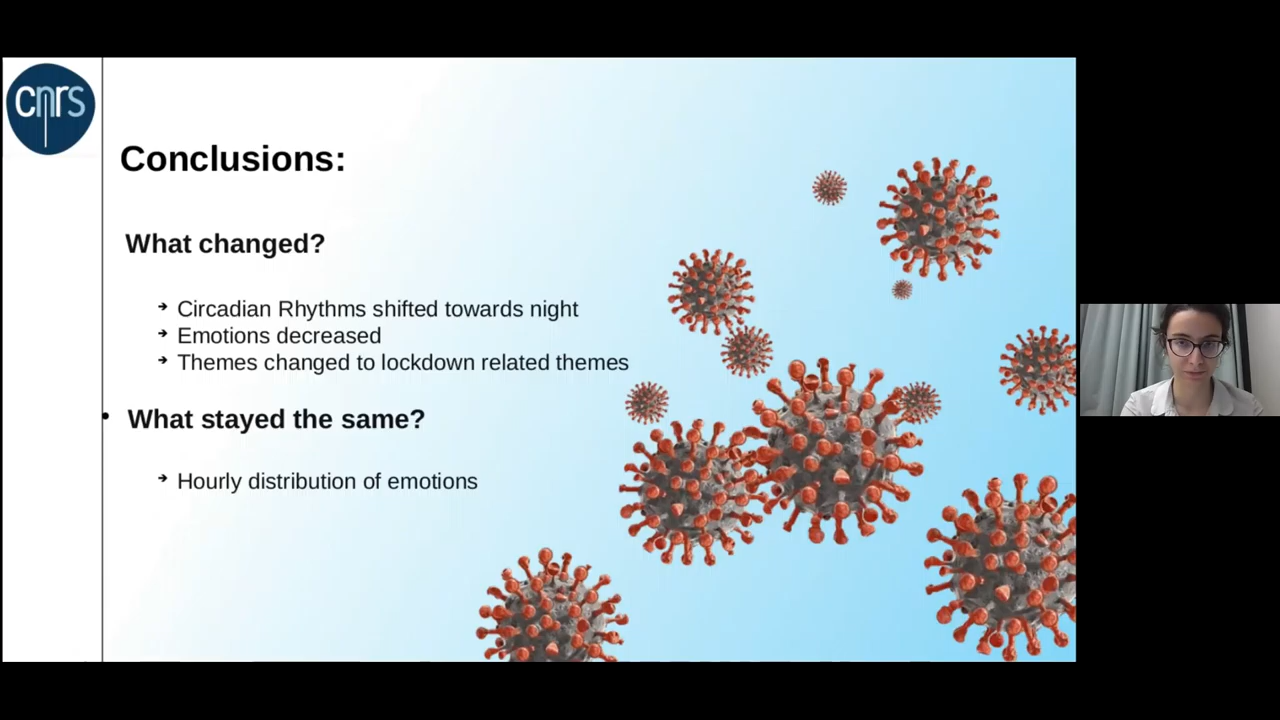 cnrs
Conclusions:
What changed?
Circadian Rhythms shifted towards night
Emotions decreased
Themes changed to lockdown related themes
What stayed the same?
Hourly distribution of emotions